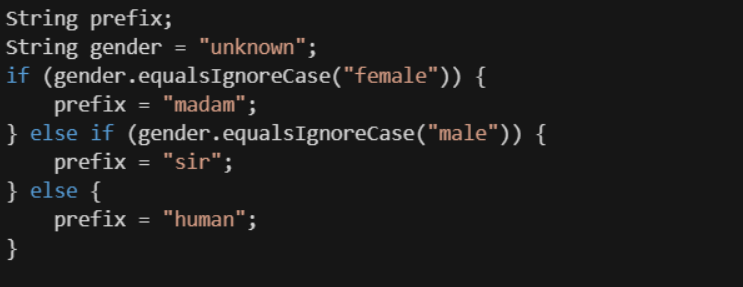 String prefix;
String gender = "unknown";
if (gender.equalsIgnoreCase("female")) {
    prefix = "madam";
} else if (gender.equalsIgnoreCase("male")) {
    prefix = "sir";
} else {
    prefix = "human";
}